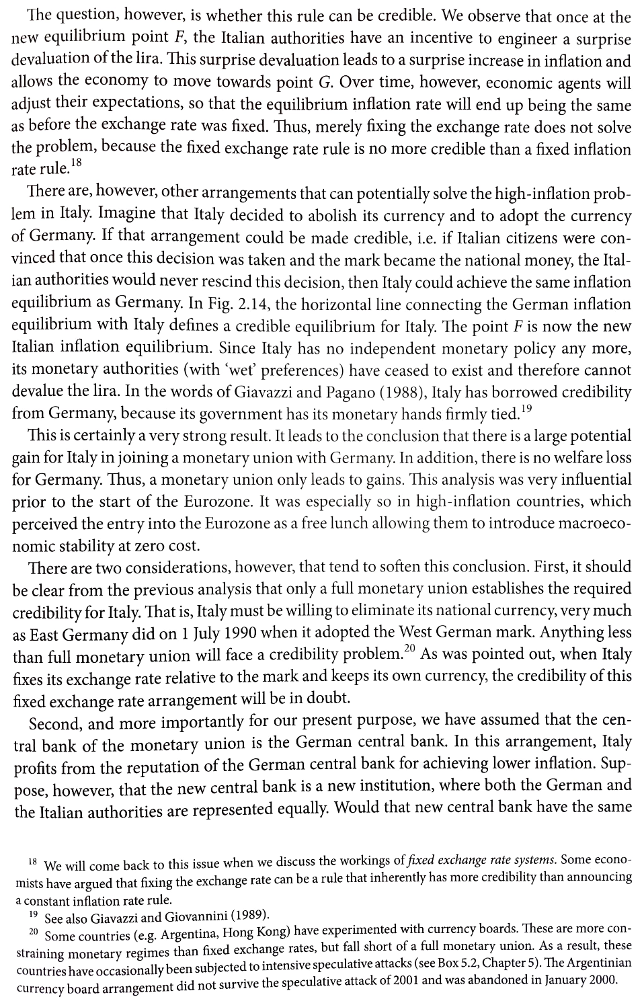 The question, however, is whether this rule can be credible. We observe that once at the
new equilibrium point F, the Italian authorities have an incentive to engineer a surprise
devaluation of the lira. This surprise devaluation leads to a surprise increase in inflation and
allows the economy to move towards point G. Over time, however, economic agents will
adjust their expectations, so that the equilibrium inflation rate will end up being the same
as before the exchange rate was fixed. Thus, merely fixing the exchange rate does not solve
the problem, because the fixed exchange rate rule is no more credible than a fixed inflation
rate rule.18
There are, however, other arrangements that can potentially solve the high-inflation prob-
lem in Italy. Imagine that Italy decided to abolish its currency and to adopt the currency
of Germany. If that arrangement could be made credible, i.e. if Italian citizens were con-
vinced that once this decision was taken and the mark became the national money, the Ital-
ian authorities would never rescind this decision, then Italy could achieve the same inflation
equilibrium as Germany. In Fig. 2.14, the horizontal line connecting the German inflation
equilibrium with Italy defines a credible equilibrium for Italy. The point F is now the new
Italian inflation equilibrium. Since Italy has no independent monetary policy any more,
its monetary authorities (with ‘wet’ preferences) have ceased to exist and therefore cannot
devalue the lira. In the words of Giavazzi and Pagano (1988), Italy has borrowed credibility
from Germany, because its government has its monetary hands firmly tied.19
This is certainly a very strong result. It leads to the conclusion that there is a large potential
gain for Italy in joining a monetary union with Germany. In addition, there is no welfare loss
for Germany. Thus, a monetary union only leads to gains. This analysis was very influential
prior to the start of the Eurozone. It was especially so in high-inflation countries, which
perceived the entry into the Eurozone as a free lunch allowing them to introduce macroeco-
nomic stability at zero cost.
There are two considerations, however, that tend to soften this conclusion. First, it should
be clear from the previous analysis that only a full monetary union establishes the required
credibility for Italy. That is, Italy must be willing to eliminate its national currency, very much
as East Germany did on 1 July 1990 when it adopted the West German mark. Anything less
than full monetary union will face a credibility problem.20 As was pointed out, when Italy
fixes its exchange rate relative to the mark and keeps its own currency, the credibility of this
fixed exchange rate arrangement will be in doubt.
Second, and more importantly for our present purpose, we have assumed that the cen-
tral bank of the monetary union is the German central bank. In this arrangement, Italy
profits from the reputation of the German central bank for achieving lower inflation. Sup-
pose, however, that the new central bank is a new institution, where both the German and
the Italian authorities are represented equally. Would that new central bank have the same
18 We will come back to this issue when we discuss the workings of fixed exchange rate systems. Some econo-
mists have argued that fixing the exchange rate can be a rule that inherently has more credibility than announcing
a constant inflation rate rule.
19 See also Giavazzi and Giovannini (1989).
20 Some countries (e.g. Argentina, Hong Kong) have experimented with currency boards. These are more con-
straining monetary regimes than fixed exchange rates, but fall short of a full monetary union. As a result, these
countries have occasionally been subjected to intensive speculative attacks (see Box 5.2, Chapter 5). The Argentinian
currency board arrangement did not survive the speculative attack of 2001 and was abandoned in January 2000.